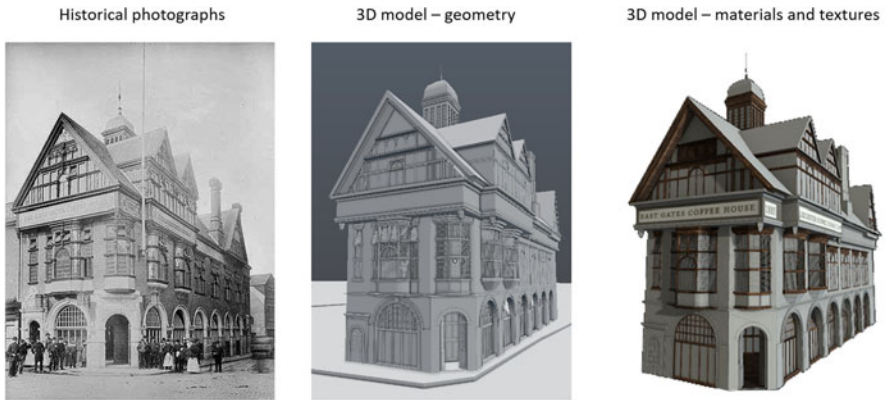 Historical photographs
3D model – geometry
3D model – materials and textures
EAST GATES COFFEE HOUSE